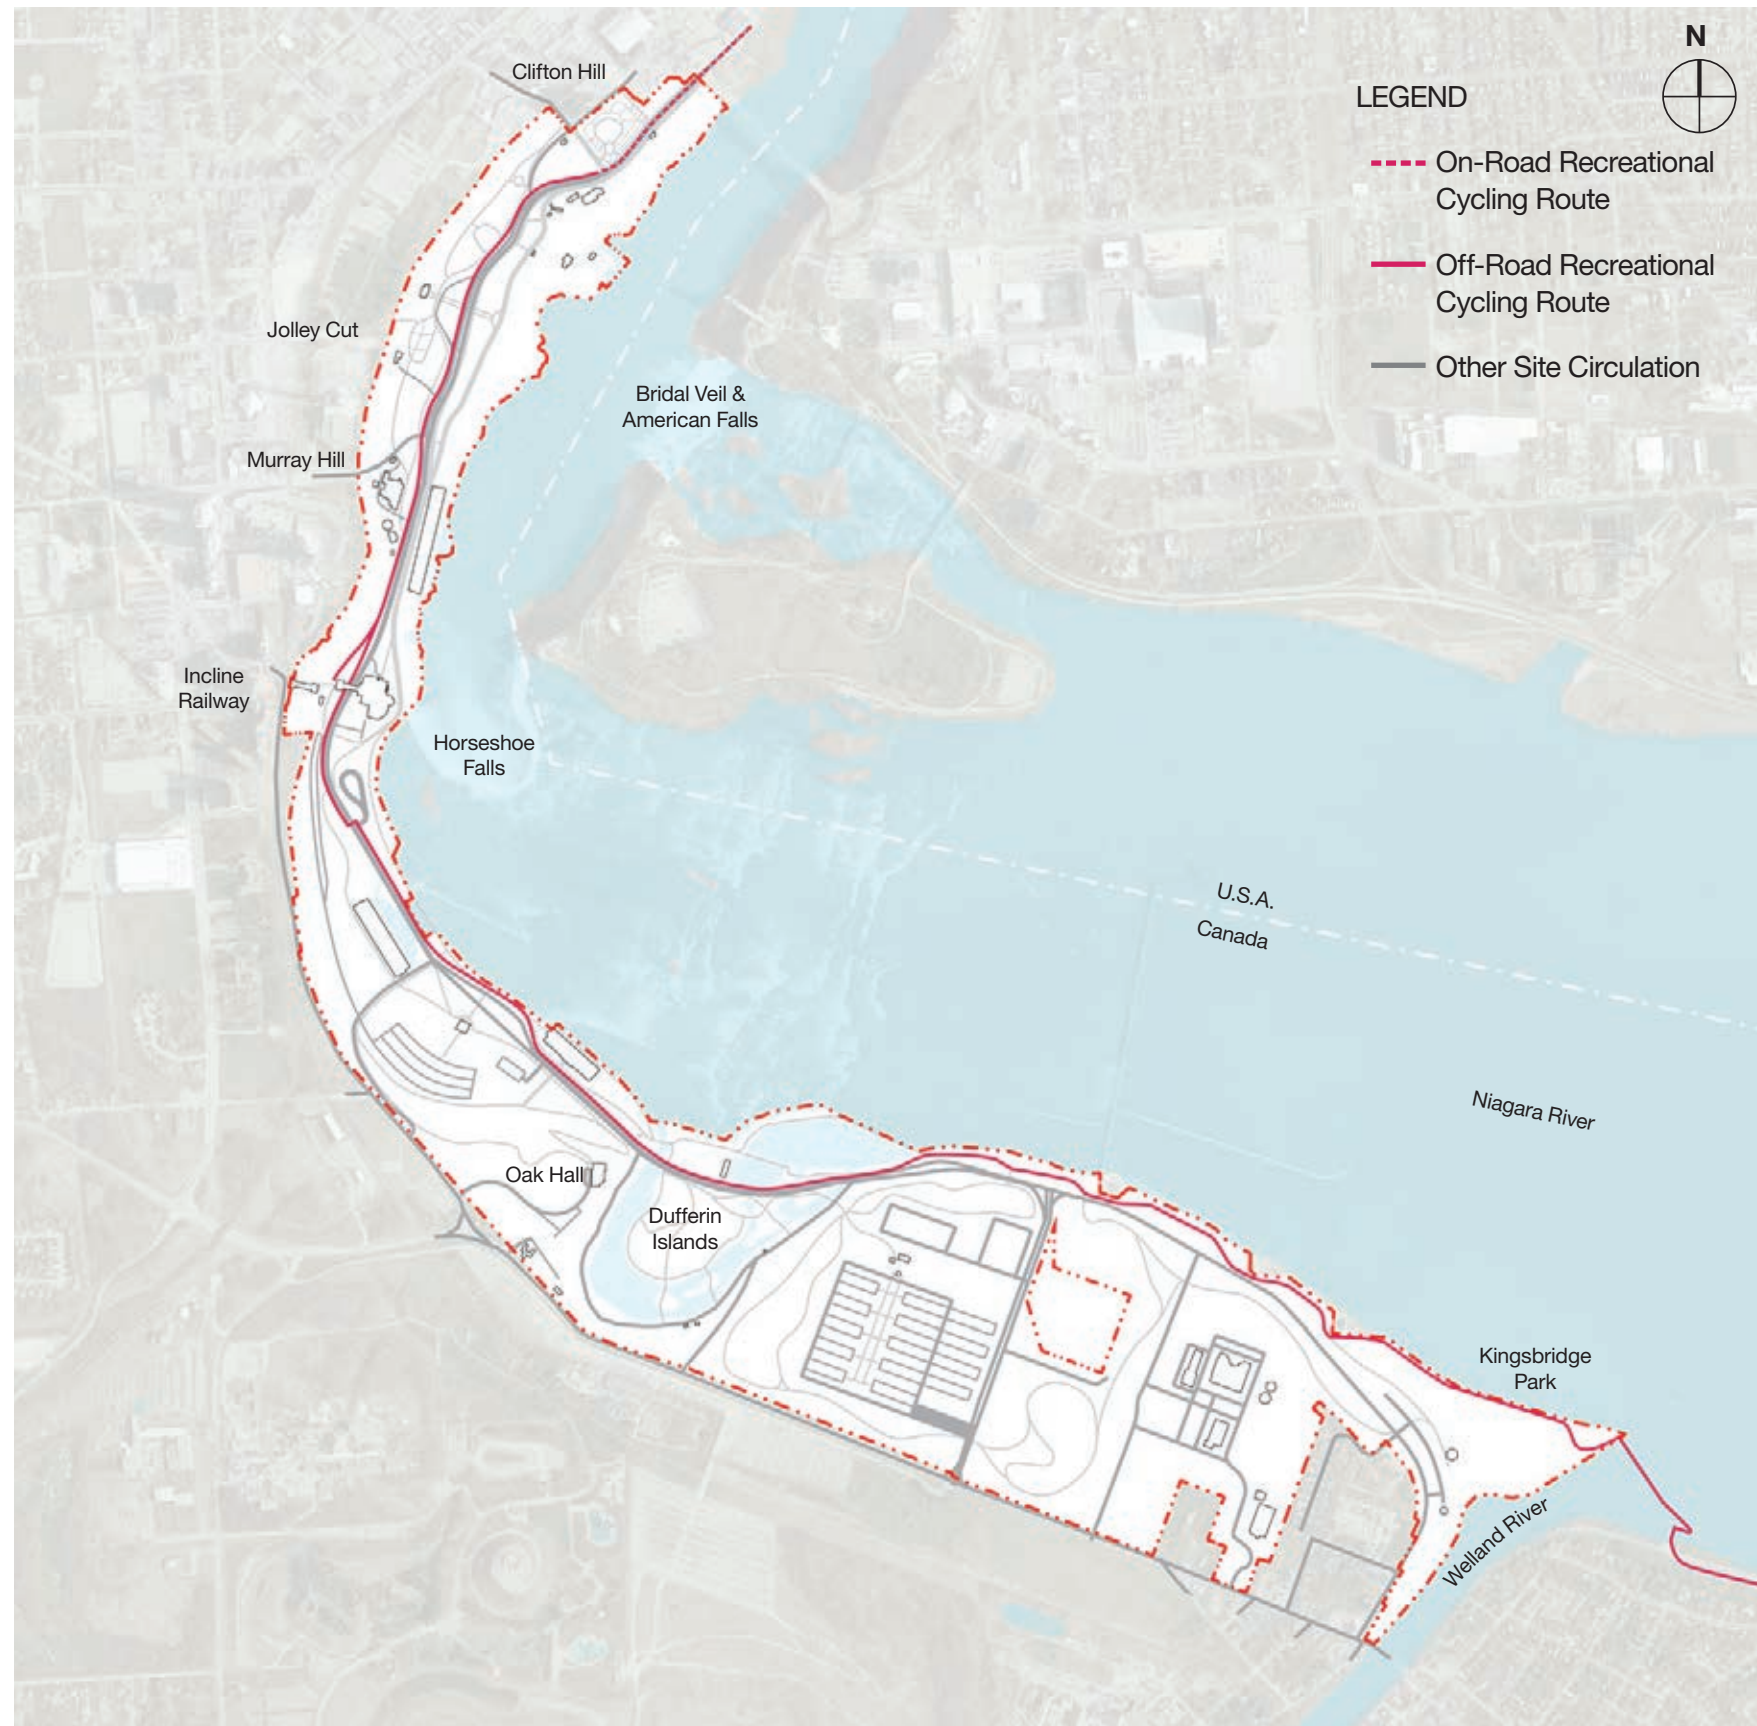 Clifton Hill
N
LEGEND
On-Road Recreational
Cycling Route
Off-Road Recreational
Cycling Route
Other Site Circulation
Jolley Cut
Bridal Veil &
American Falls
Murray Hill
Incline
Railway
Horseshoe
Falls
U.S.A.
Canada
Niagara River
Oak Hall
Dufferin
Islands
Kingsbridge
Park
Welland River